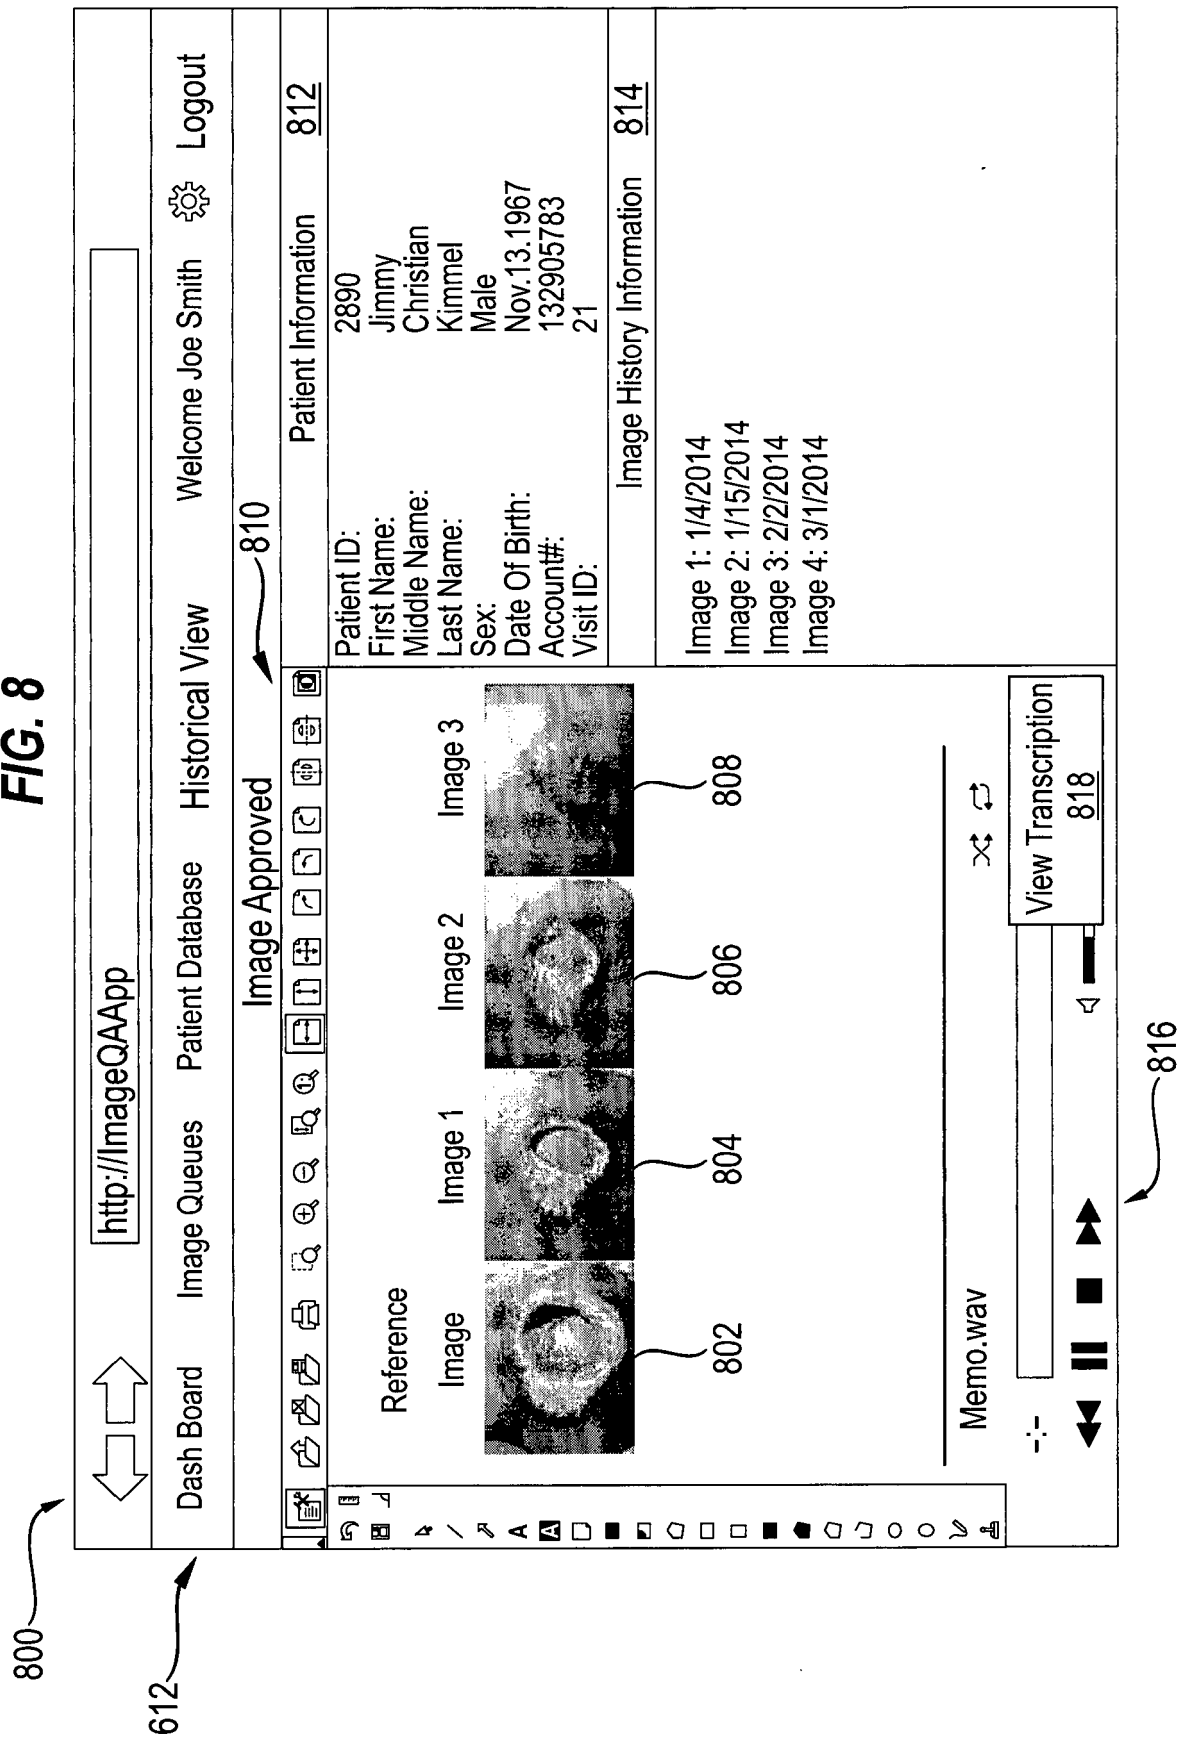 FIG. 8
800
612
http://ImageQAApp
Dash Board Image Queues Patient Database Historical View Welcome Joe Smith Logout
Image Approved
810
Patient Information 812
Patient ID: 2890
First Name: Jimmy
Middle Name: Christian
Last Name: Kimmel
Sex: Male
Date Of Birth: Nov.13.1967
Account#: 132905783
Visit ID: 21
Image History Information 814
Image 1: 1/4/2014
Image 2: 1/15/2014
Image 3: 2/2/2014
Image 4: 3/1/2014
A
A
Reference
Image Image 1 Image 2 Image 3
802 804 806 808
Memo.wav
View Transcription
818
816